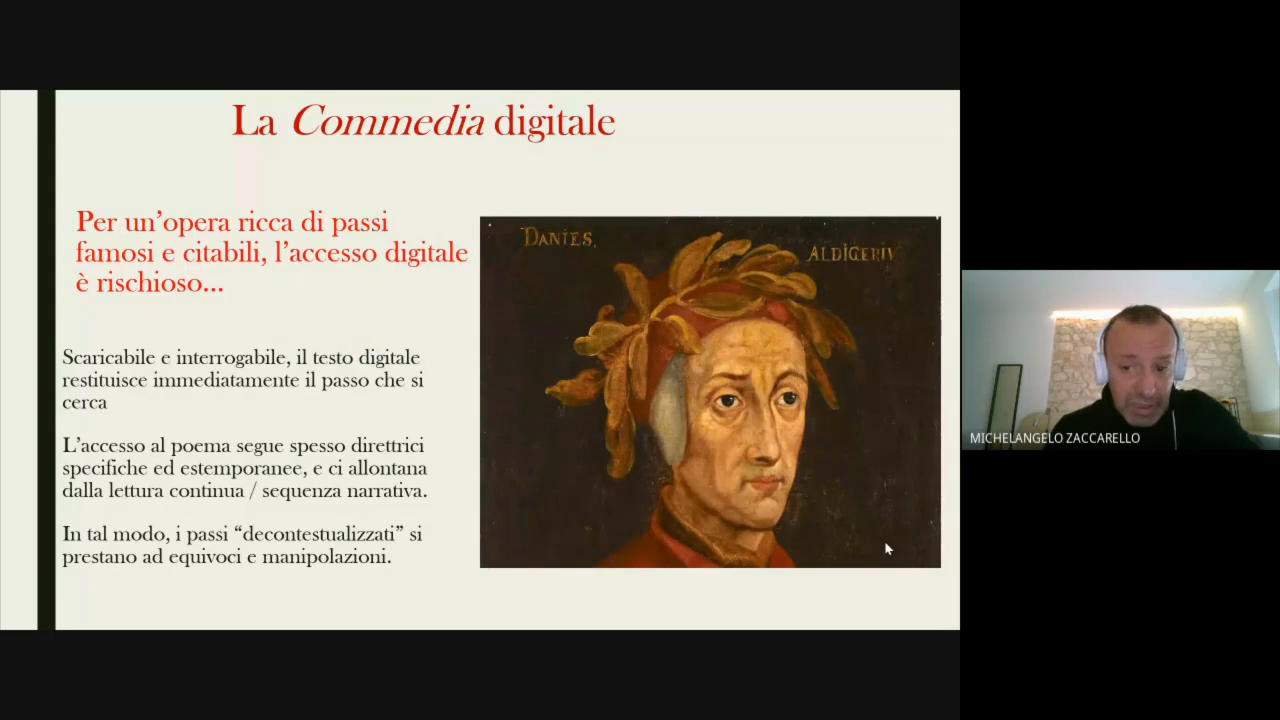 La Commedia digitale
Per un’opera ricca di passi
famosi e citabili, l’accesso digitale
è rischioso...
Scaricabile e interrogabile, il testo digitale
restituisce immediatamente il passo che si
cerca
L’accesso al poema segue spesso direttrici
specifiche ed estemporanee, e ci allontana
dalla lettura continua / sequenza narrativa.
In tal modo, i passi “decontestualizzati” si
prestano ad equivoci e manipolazioni.
DANTES,
ALDIGERIV
MICHELANGELO ZACCARELLO